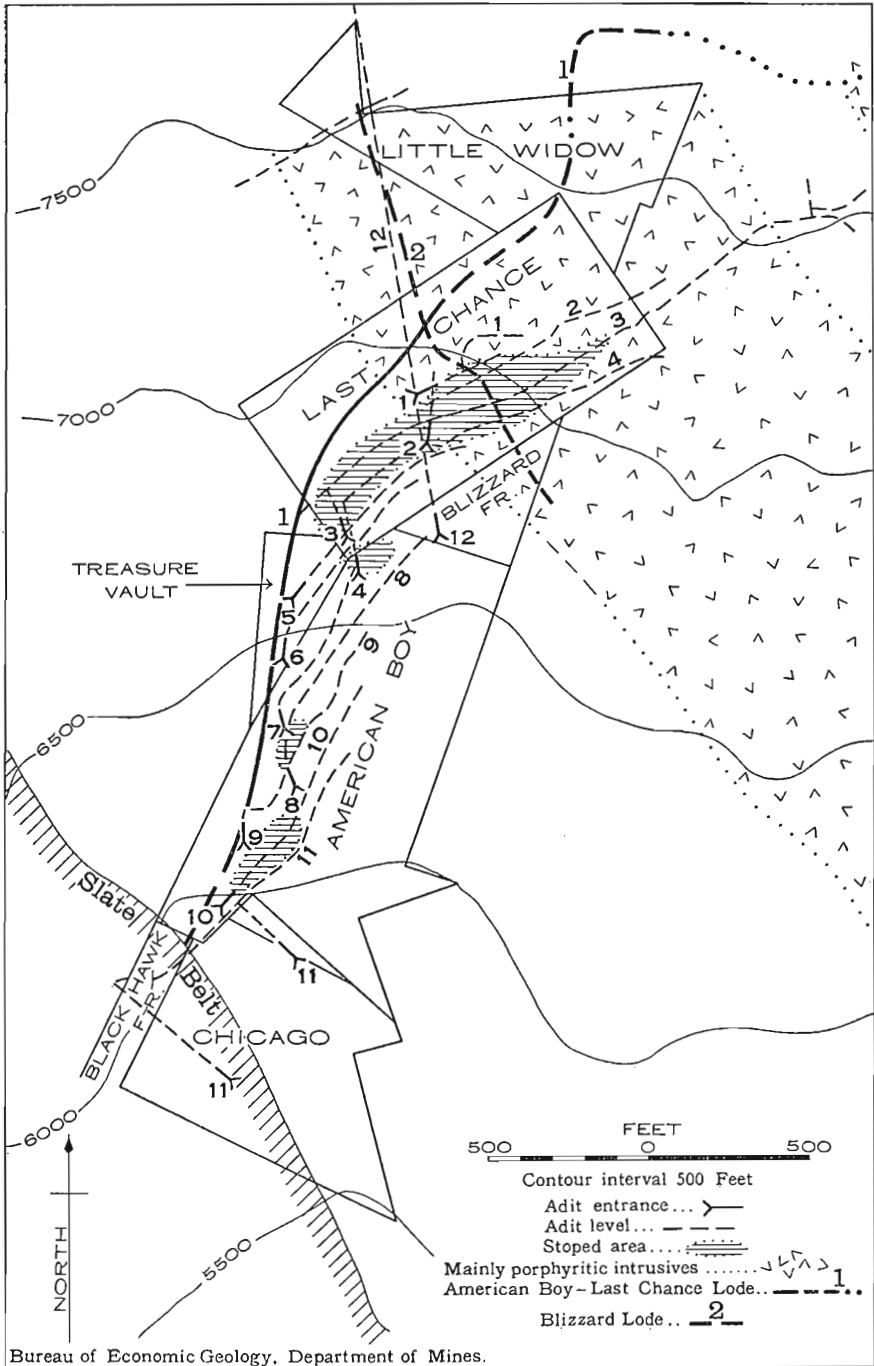 1
LITTLE WIDOW
7500
12
2
LAST CHANCE
1
2
3
4
7000
1
2
BLIZZARD
FR.
1
3
12
TREASURE
VAULT
4
8
5
6
9
AMERICAN BOY
6500
7
10
8
9
11
Slate Belt
10
11
BLACK HAWK
FR.
CHICAGO
11
6000
FEET
500 0 500
Contour interval 500 Feet
Adit entrance...
Adit level...
Stoped area....
Mainly porphyritic intrusives .......
American Boy-Last Chance Lode.. 1
Blizzard Lode.. 2
NORTH
5500
Bureau of Economic Geology, Department of Mines.